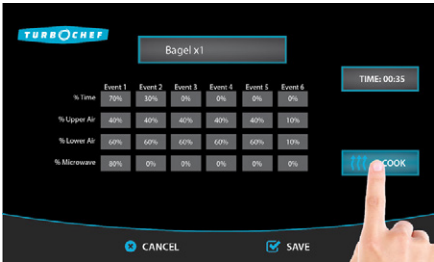 TURBOCHEF
Bagel x1
TIME: 00:35
Event 1 Event 2 Event 3 Event 4 Event 5 Event 6
% Time 70% 30% 0% 0% 0% 0%
% Upper Air 40% 40% 40% 40% 40% 10%
% Lower Air 60% 60% 60% 60% 60% 10%
% Microwave 80% 0% 0% 0% 0% 0%
COOK
CANCEL SAVE